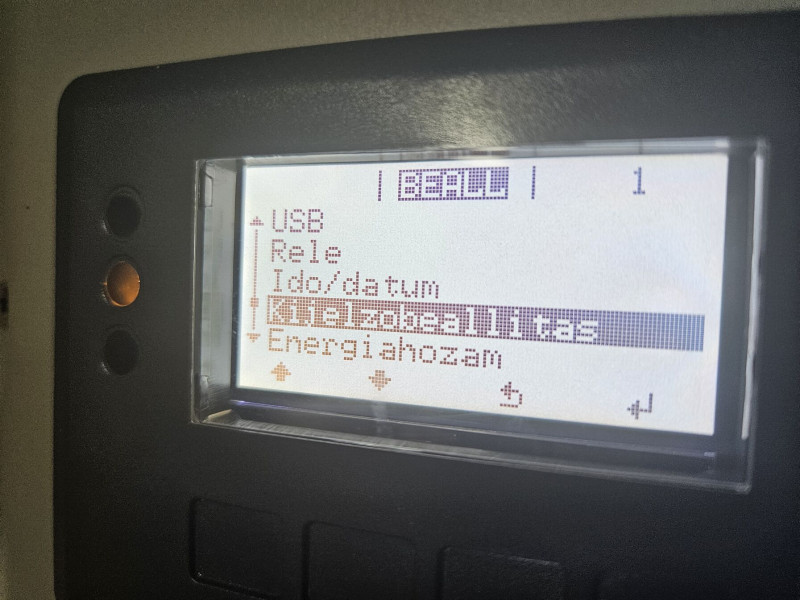 | BEALL | 1
USB
Rele
Ido/datum
Kijelzobeallitas
Energiahozam